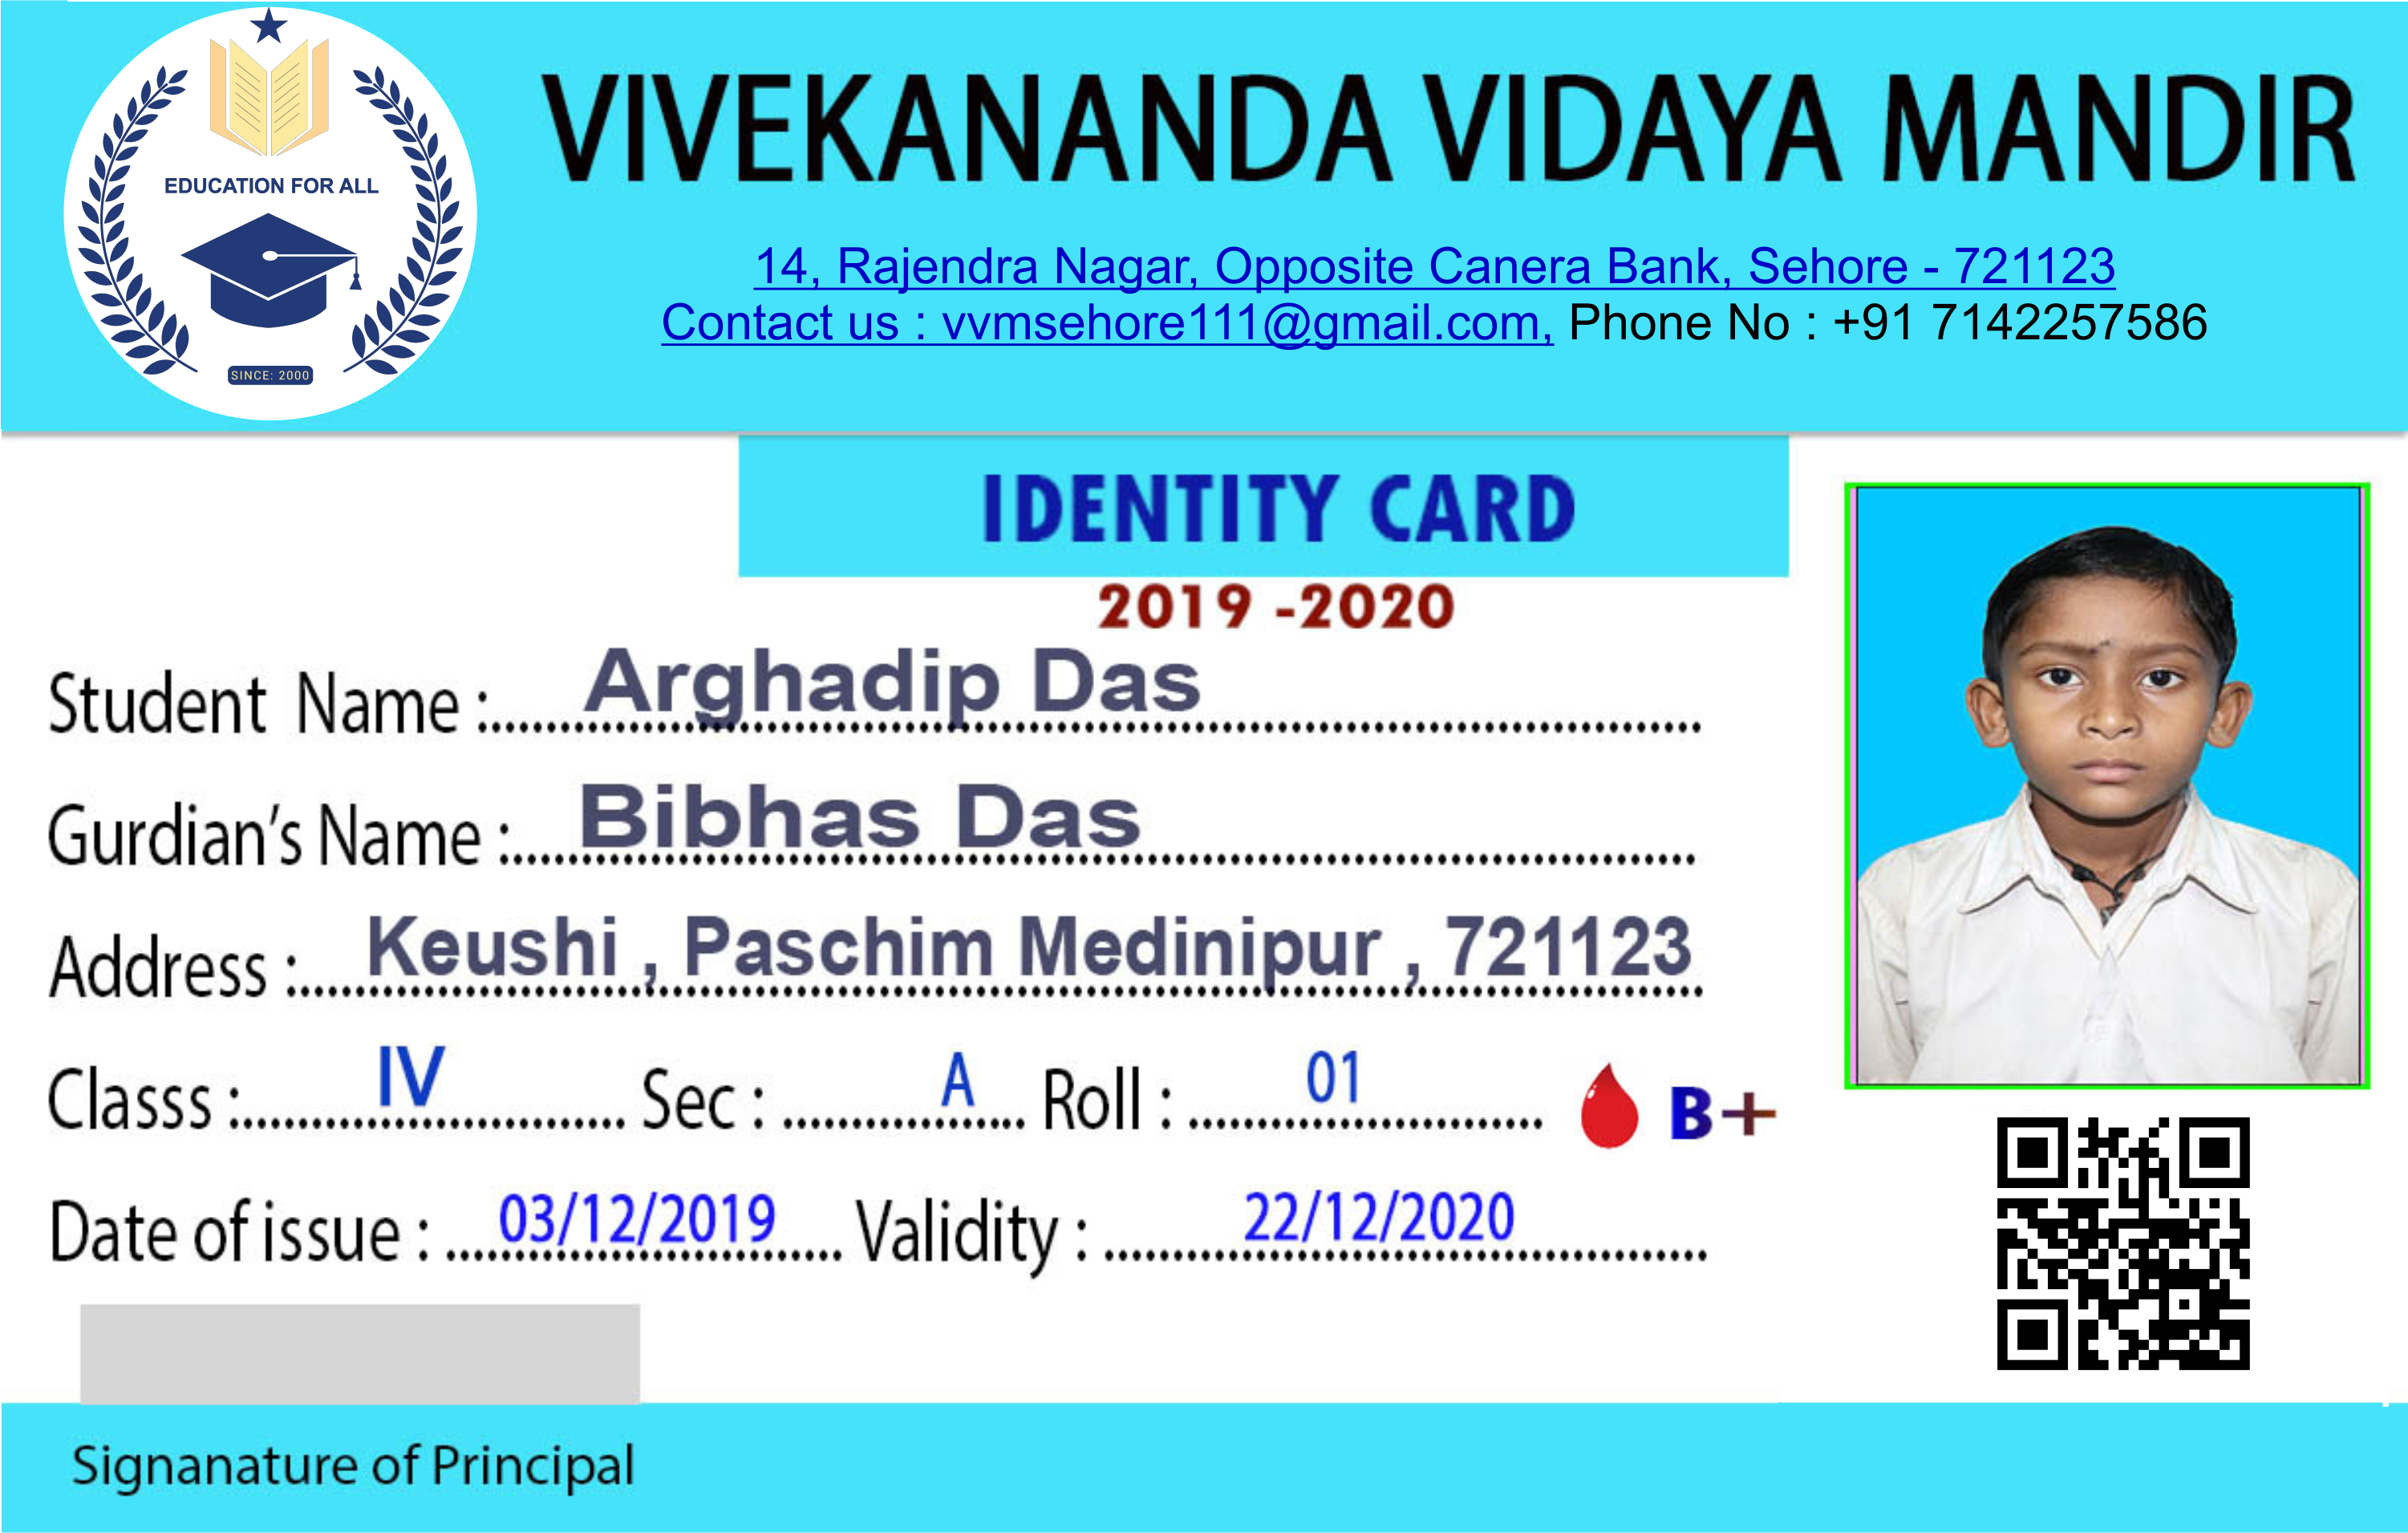 VIVEKANANDA VIDAYA MANDIR
EDUCATION FOR ALL
SINCE: 2000
14, Rajendra Nagar, Opposite Canera Bank, Sehore - 721123
Contact us : vvmsehore111@gmail.com, Phone No : +91 7142257586
IDENTITY CARD
2019 -2020
Student Name : Arghadip Das
Gurdian's Name : Bibhas Das
Address : Keushi , Paschim Medinipur , 721123
Classs : IV Sec : A Roll : 01 B+
Date of issue : 03/12/2019 Validity : 22/12/2020
Signanature of Principal